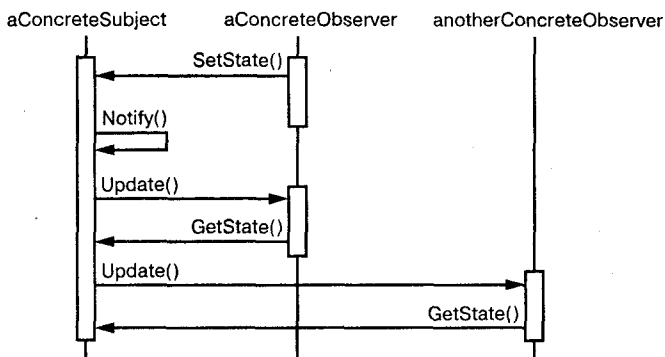 aConcreteSubject aConcreteObserver anotherConcreteObserver
SetState()
Notify()
Update()
GetState()
Update()
GetState()